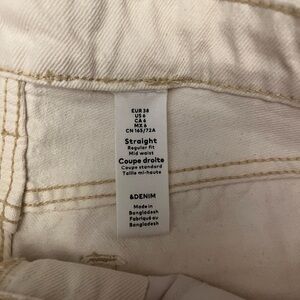 EUR 38
US 6
CA 6
MX 6
CN 165/72A
Straight
Regular fit
Mid waist
Coupe droite
Coupe standard
Taille mi-haute
&DENIM
Made in
Bangladesh
Fabriqué au
Bangladesh